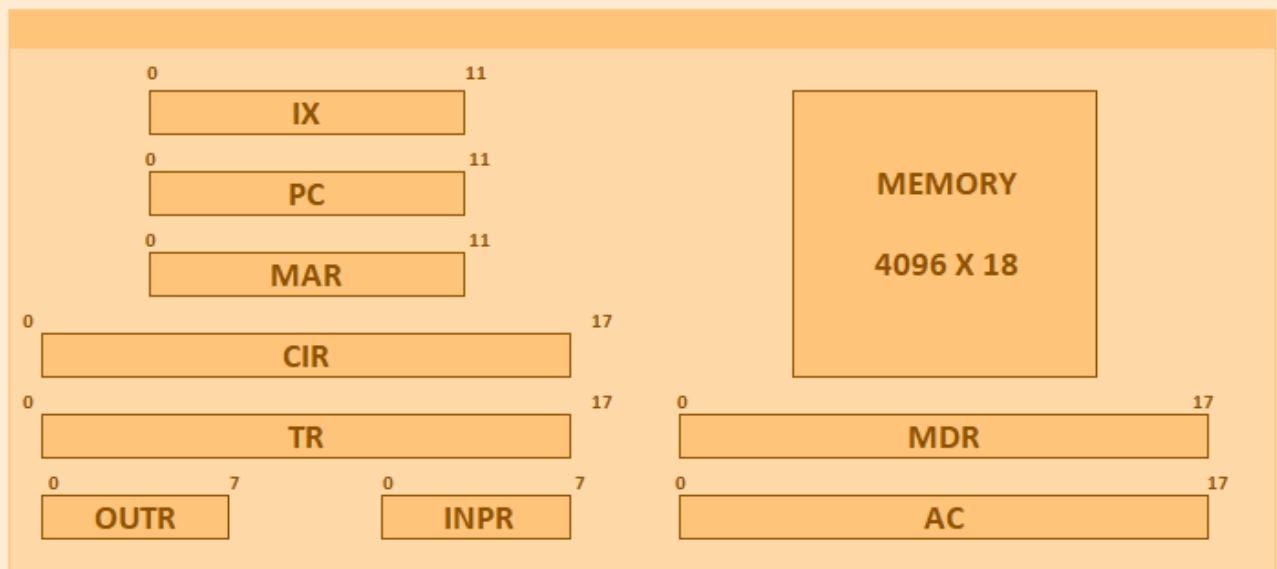 0 11
IX
0 11
PC
0 11
MAR
0 17
CIR
0 17
TR
0 7
OUTR
0 7
INPR
MEMORY
4096 X 18
0 17
MDR
0 17
AC